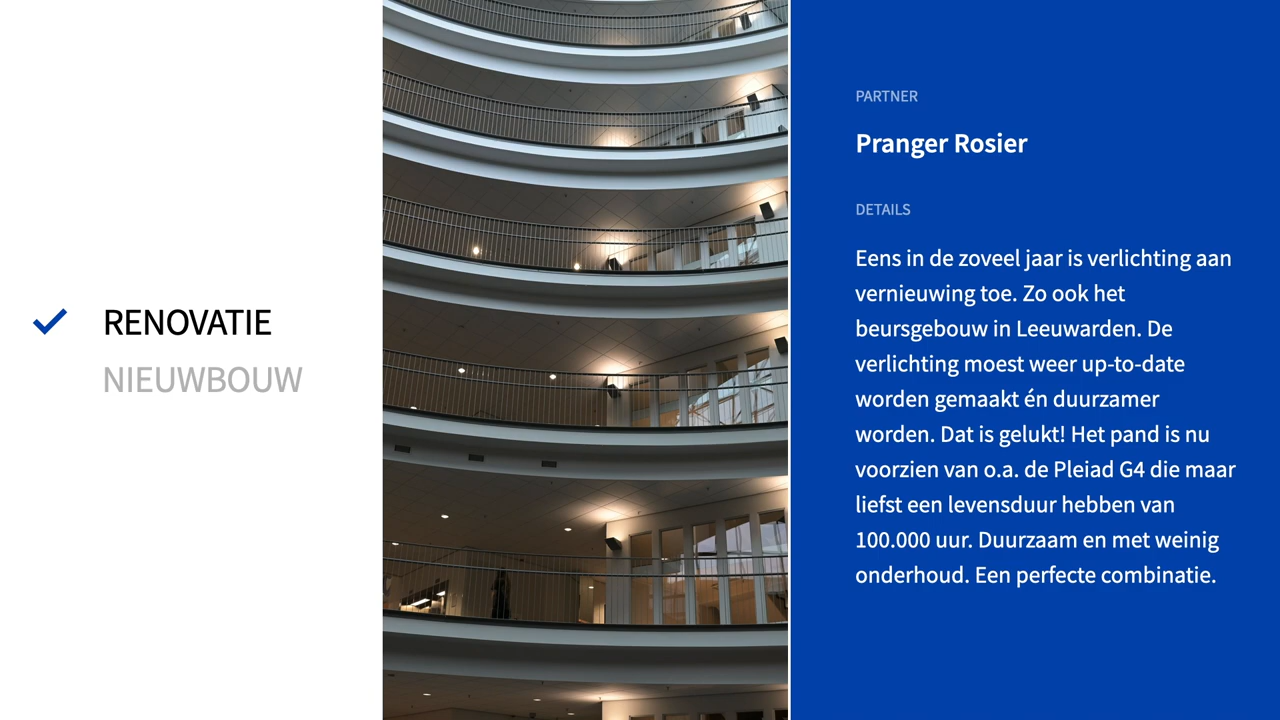 RENOVATIE
NIEUWBOUW
PARTNER
Pranger Rosier
DETAILS
Eens in de zoveel jaar is verlichting aan
vernieuwing toe. Zo ook het
beursgebouw in Leeuwarden. De
verlichting moest weer up-to-date
worden gemaakt én duurzamer
worden. Dat is gelukt! Het pand is nu
voorzien van o.a. de Pleiad G4 die maar
liefst een levensduur hebben van
100.000 uur. Duurzaam en met weinig
onderhoud. Een perfecte combinatie.